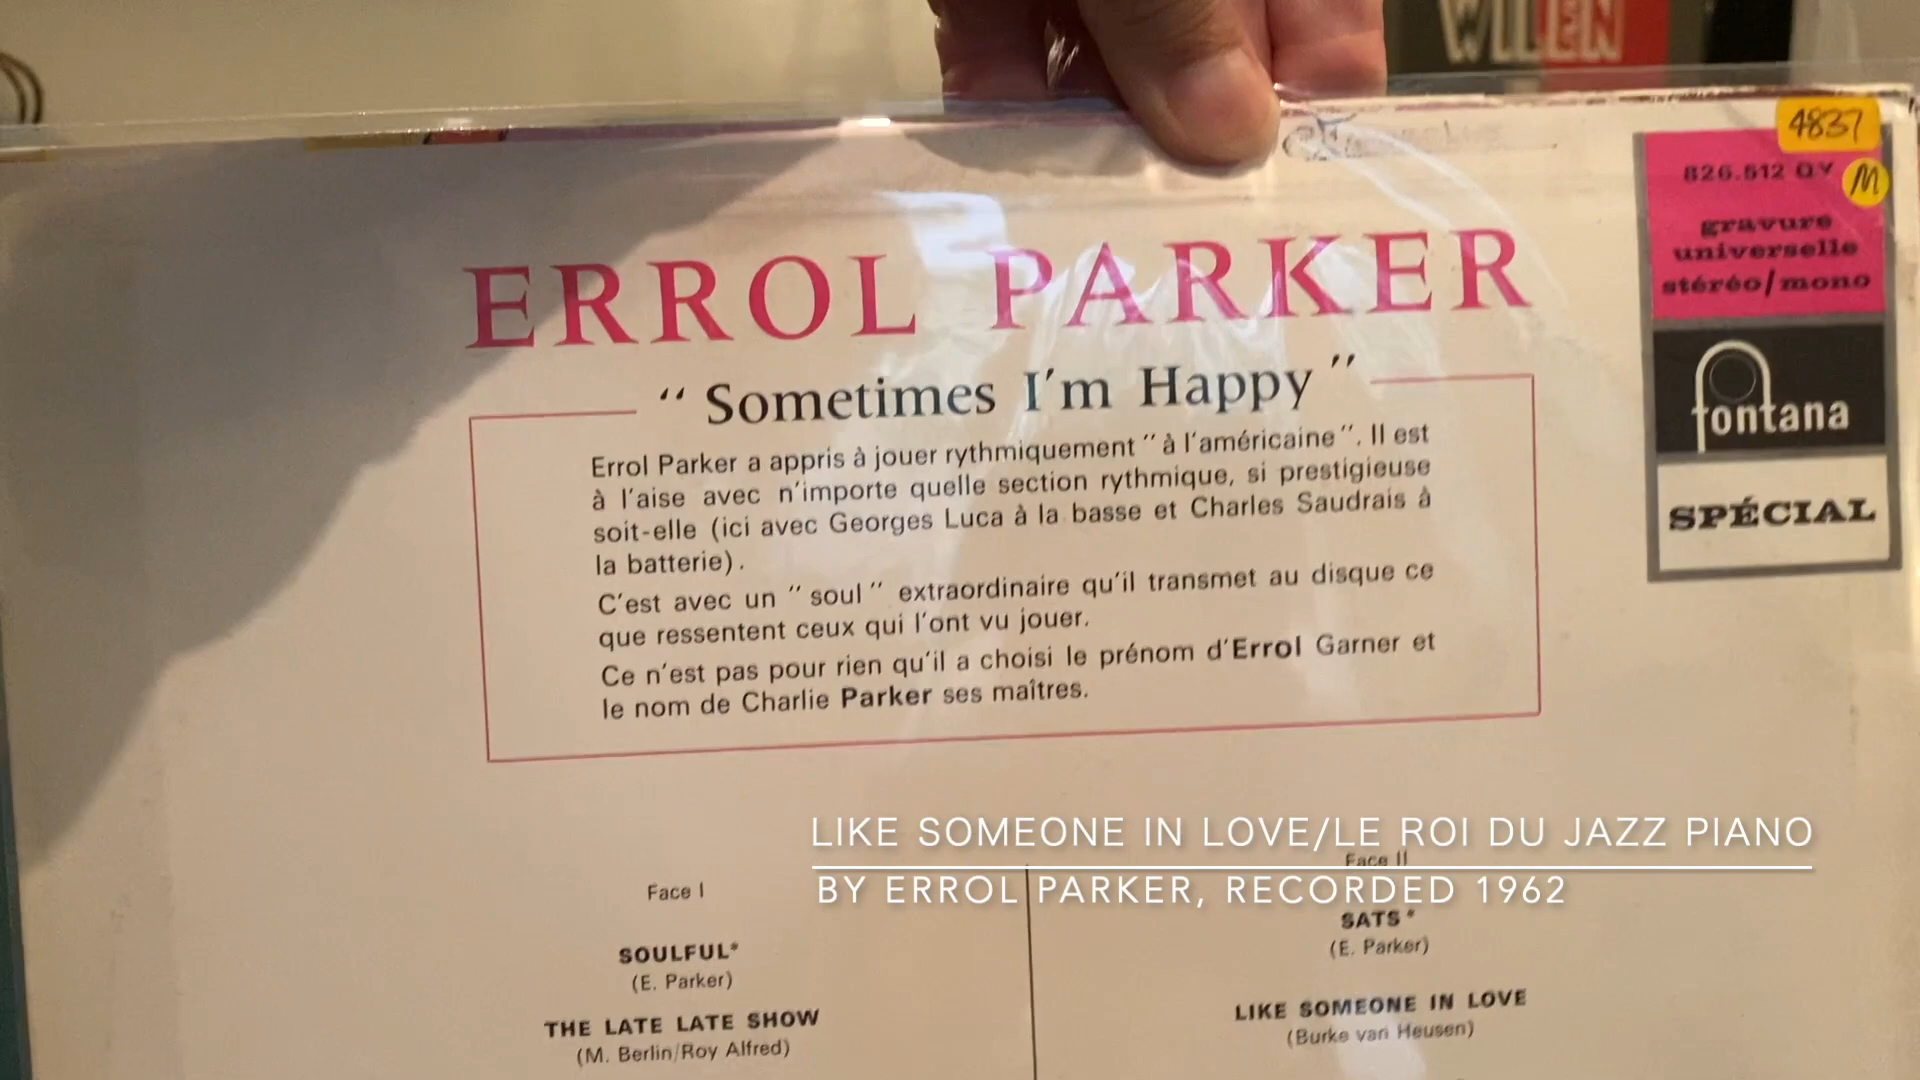 WILEN
4837
826.512 QY
M
gravure
universelle
stéréo/mono
fontana
SPÉCIAL
ERROL PARKER
“ Sometimes I'm Happy ”
Errol Parker a appris à jouer rythmiquement “ à l'américaine ”. Il est
à l'aise avec n'importe quelle section rythmique, si prestigieuse
soit-elle (ici avec Georges Luca à la basse et Charles Saudrais à
la batterie).
C'est avec un “ soul ” extraordinaire qu'il transmet au disque ce
que ressentent ceux qui l'ont vu jouer.
Ce n'est pas pour rien qu'il a choisi le prénom d'Errol Garner et
le nom de Charlie Parker ses maîtres.
LIKE SOMEONE IN LOVE/LE ROI DU JAZZ PIANO
BY ERROL PARKER, RECORDED 1962
Face I
SOULFUL*
(E. Parker)
THE LATE LATE SHOW
(M. Berlin/Roy Alfred)
Face II
SATS*
(E. Parker)
LIKE SOMEONE IN LOVE
(Burke van Heusen)